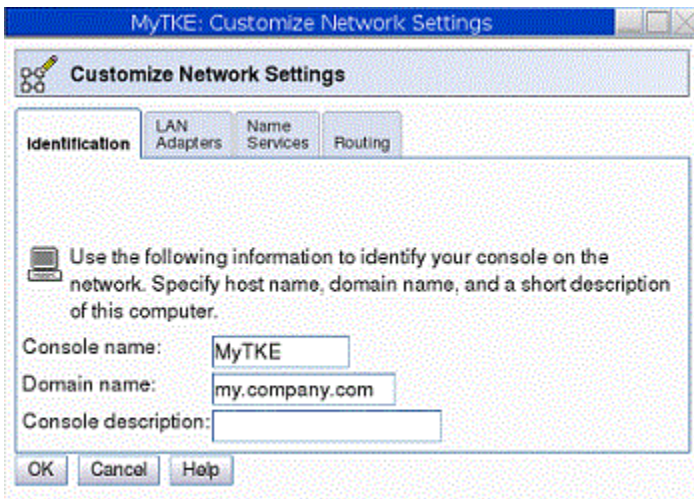 MyTKE: Customize Network Settings
Customize Network Settings
Identification
LAN Adapters
Name Services
Routing
Use the following information to identify your console on the
network. Specify host name, domain name, and a short description
of this computer.
Console name: MyTKE
Domain name: my.company.com
Console description:
OK Cancel Help